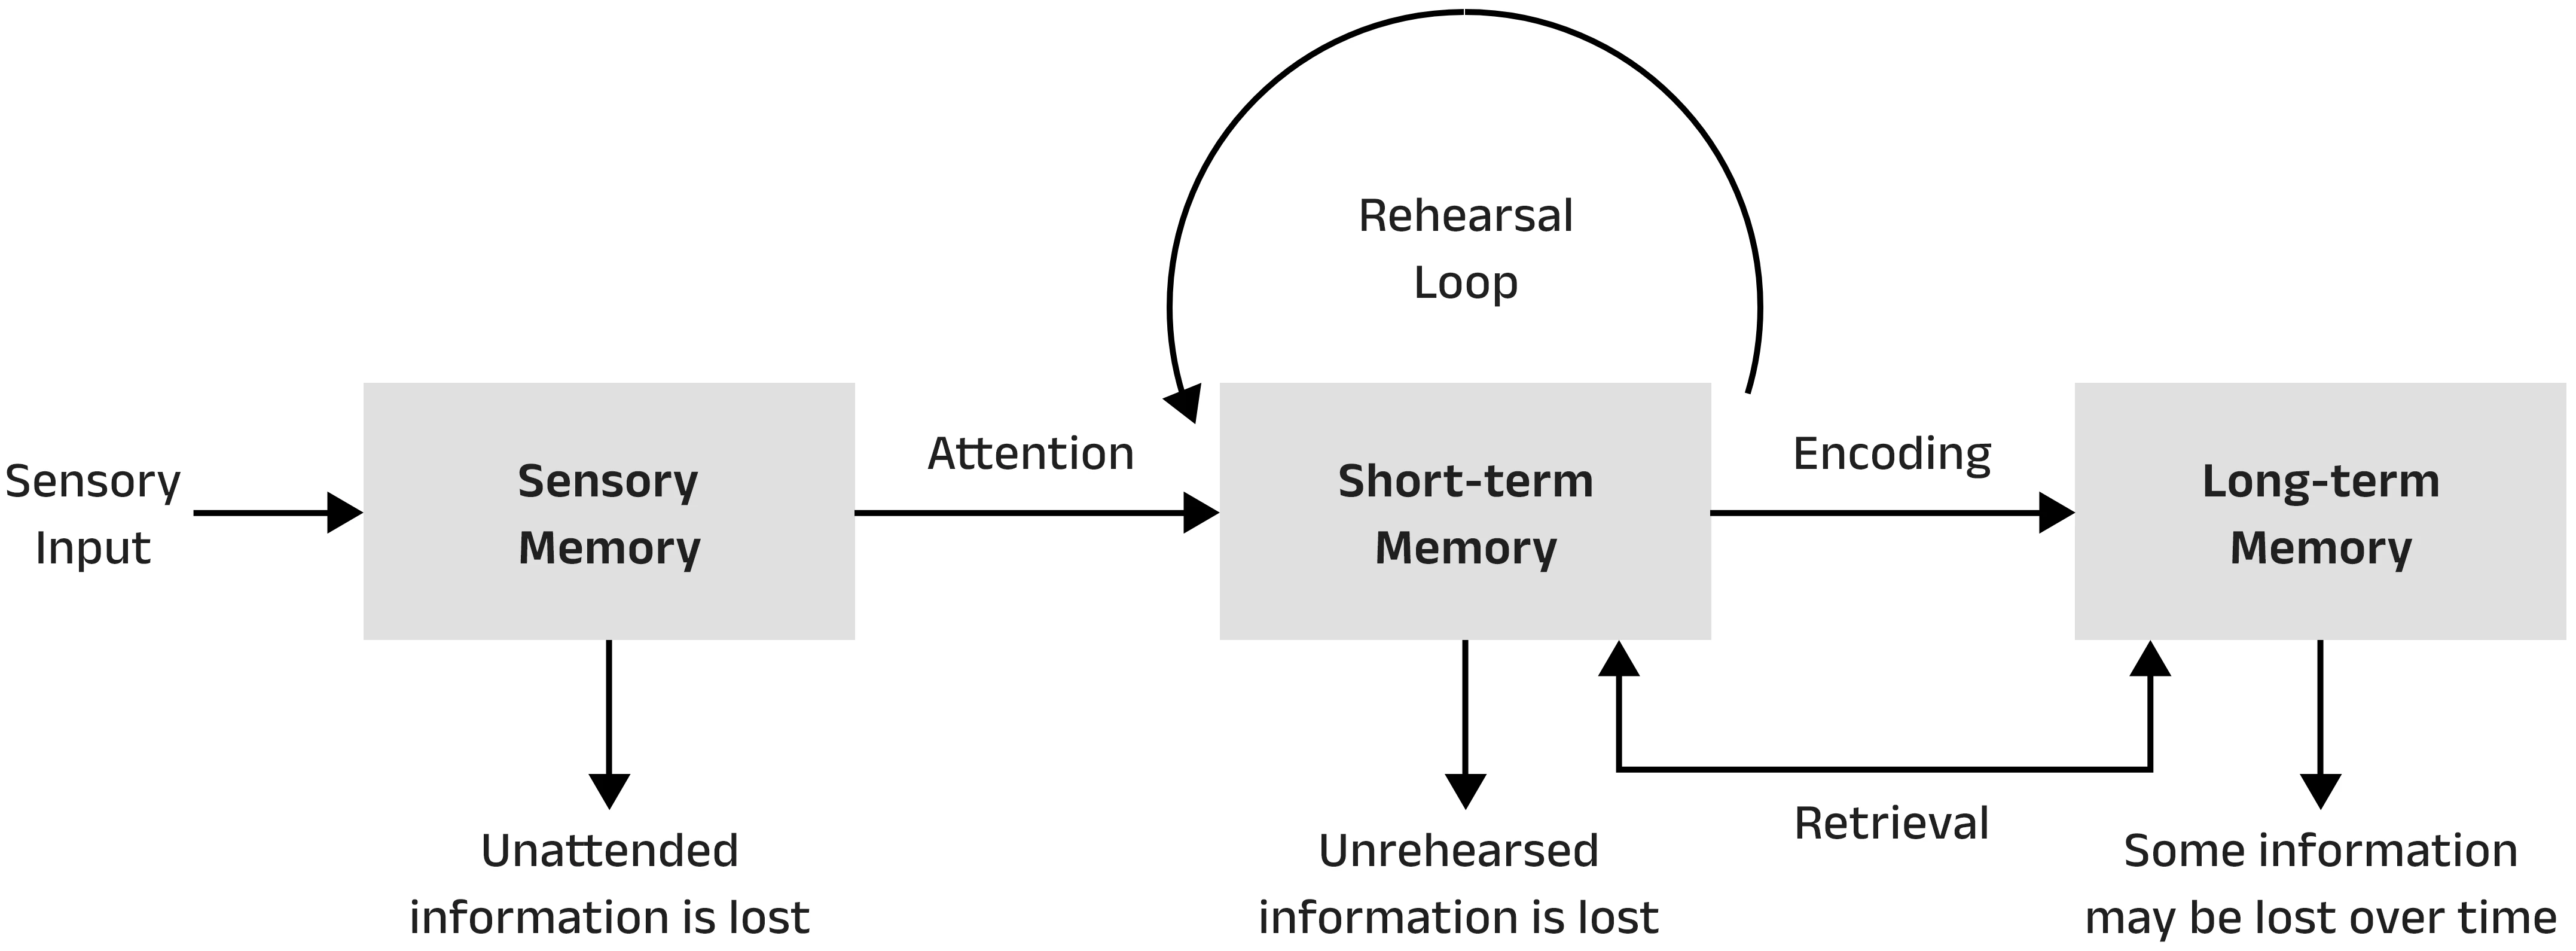 Rehearsal
Loop
Sensory
Input
Sensory
Memory
Attention
Short-term
Memory
Encoding
Long-term
Memory
Unattended
information is lost
Unrehearsed
information is lost
Retrieval
Some information
may be lost over time